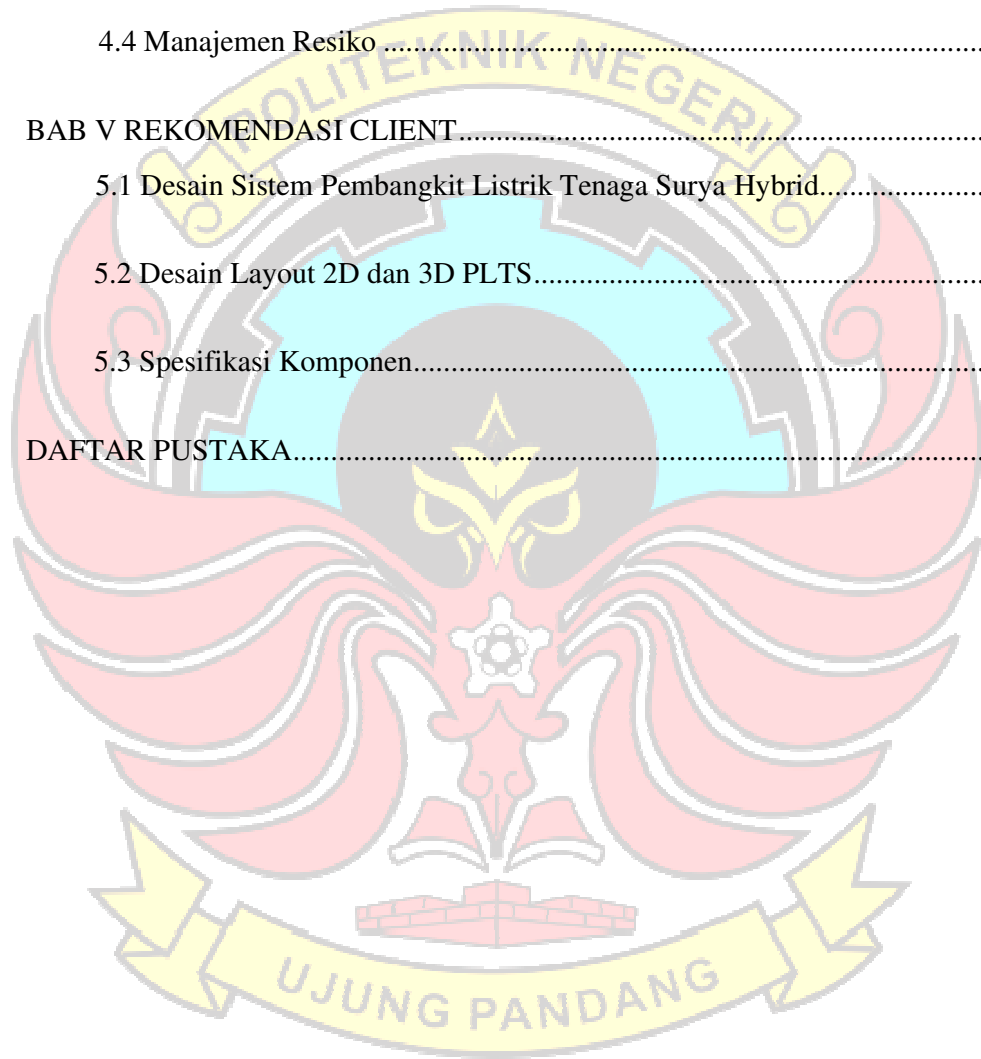 4.4 Manajemen Resiko ................................................................................
BAB V REKOMENDASI CLIENT......................................................................
5.1 Desain Sistem Pembangkit Listrik Tenaga Surya Hybrid.....................
5.2 Desain Layout 2D dan 3D PLTS............................................................
5.3 Spesifikasi Komponen............................................................................
DAFTAR PUSTAKA............................................................................................
POLITEKNIK NEGERI
UJUNG PANDANG